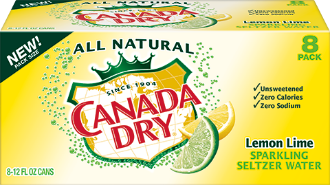 NEW!
PACK SIZE
ALL NATURAL
SINCE 1904
CANADA
DRY
8-12 FL OZ CANS
8
PACK
✓Unsweetened
✓Zero Calories
✓Zero Sodium
Lemon Lime
SPARKLING
SELTZER WATER